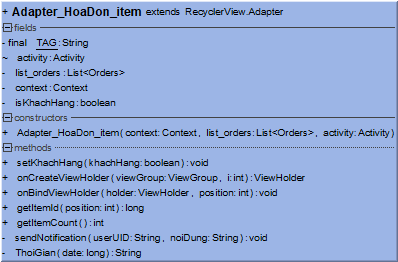 + Adapter_HoaDon_item extends RecyclerView.Adapter
fields
- final TAG:String
~ activity:Activity
- list_orders:List<Orders>
- context:Context
- isKhachHang:boolean
constructors
+ Adapter_HoaDon_item(context:Context, list_orders:List<Orders>, activity:Activity)
methods
+ setKhachHang(khachHang:boolean):void
+ onCreateViewHolder(viewGroup:ViewGroup, i:int):ViewHolder
+ onBindViewHolder(holder:ViewHolder, position:int):void
+ getItemId(position:int):long
+ getItemCount():int
- sendNotification(userUID:String, noiDung:String):void
- ThoiGian(date:long):String